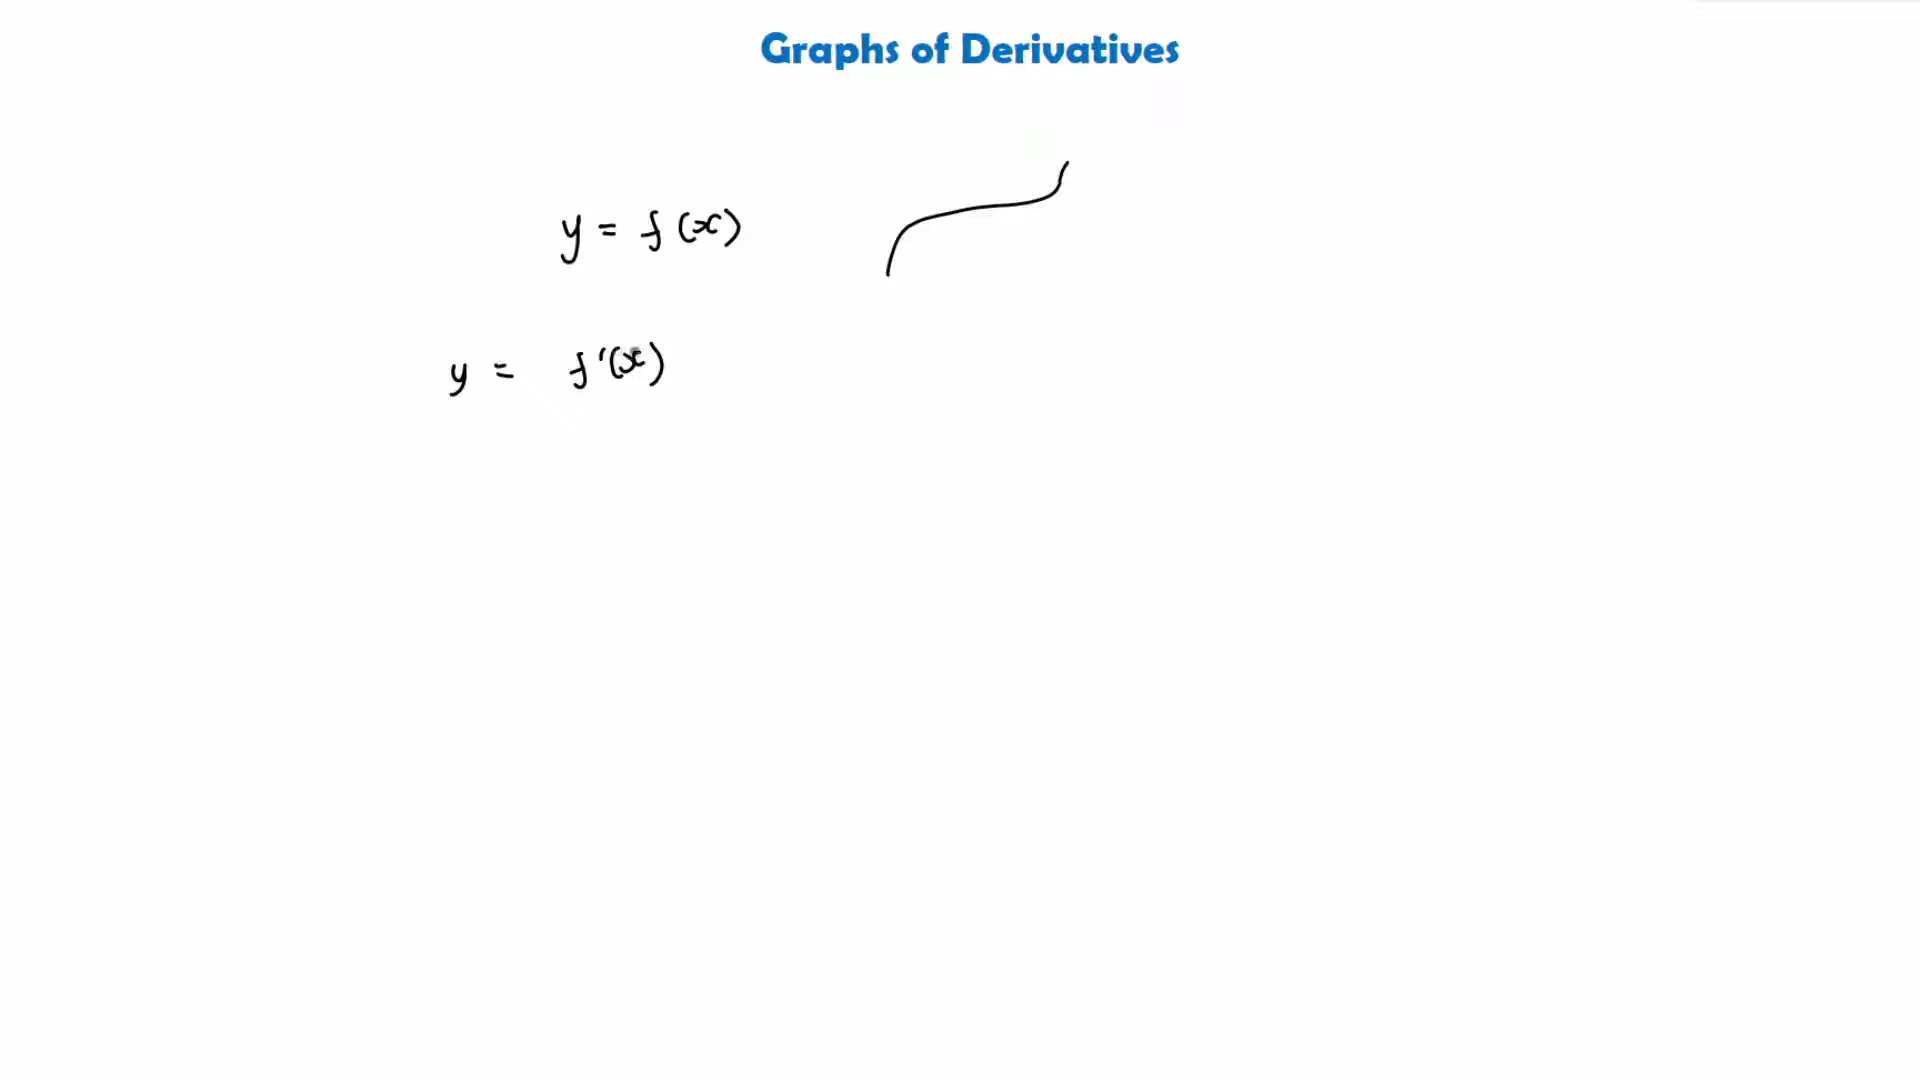 Graphs of Derivatives
y = f(x)
y = f'(x)